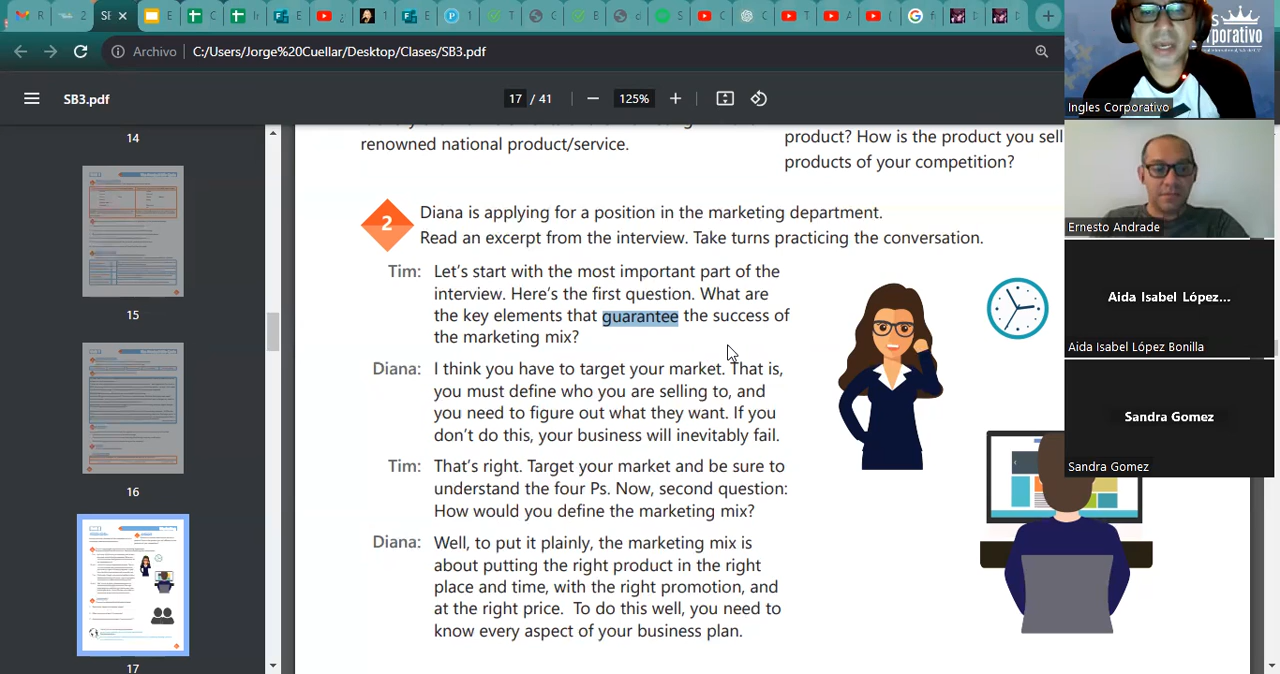 Archivo
C:/Users/Jorge%20Cuellar/Desktop/Clases/SB3.pdf
SB3.pdf
17 / 41
125%
Ingles Corporativo
Ernesto Andrade
Aida Isabel López...
Aida Isabel López Bonilla
Sandra Gomez
Sandra Gomez
14
15
16
17
renowned national product/service.
product? How is the product you sell
products of your competition?
2
Diana is applying for a position in the marketing department.
Read an excerpt from the interview. Take turns practicing the conversation.
Tim: Let's start with the most important part of the
interview. Here's the first question. What are
the key elements that guarantee the success of
the marketing mix?
Diana: I think you have to target your market. That is,
you must define who you are selling to, and
you need to figure out what they want. If you
don't do this, your business will inevitably fail.
Tim: That's right. Target your market and be sure to
understand the four Ps. Now, second question:
How would you define the marketing mix?
Diana: Well, to put it plainly, the marketing mix is
about putting the right product in the right
place and time, with the right promotion, and
at the right price. To do this well, you need to
know every aspect of your business plan.